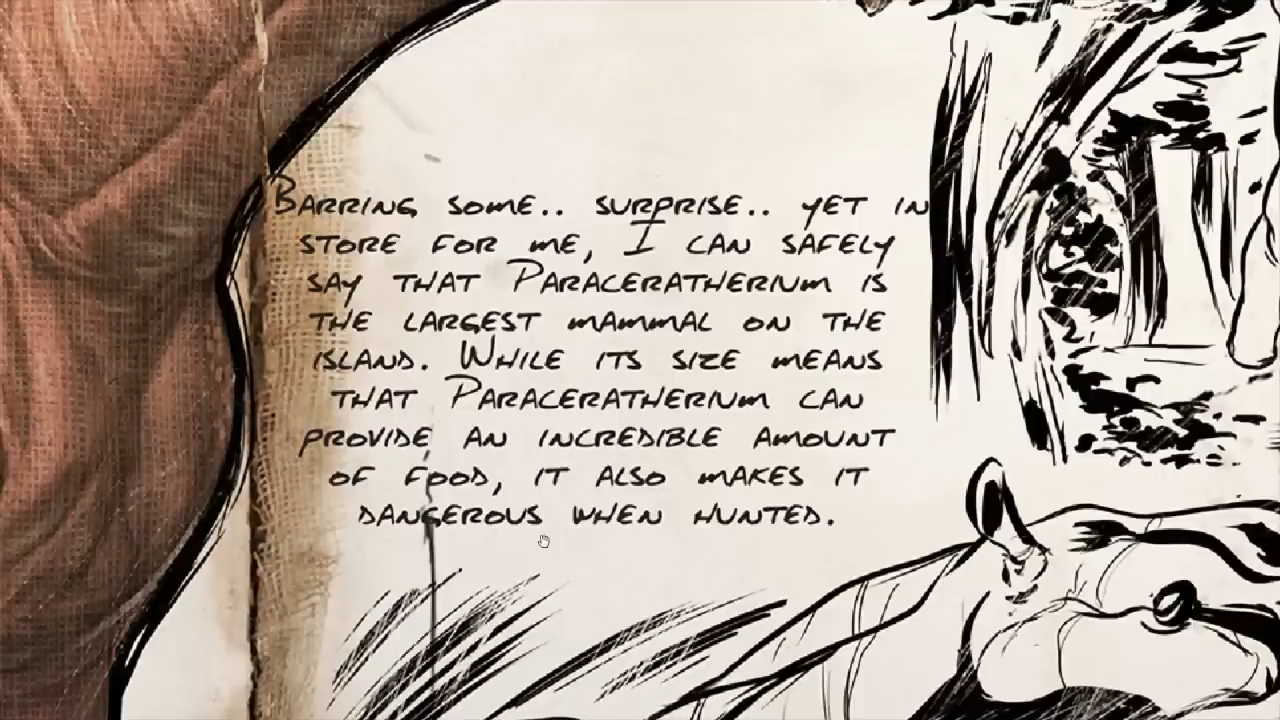 Barring some.. surprise.. yet in
store for me, I can safely
say that Paraceratherium is
the largest mammal on the
island. While its size means
that Paraceratherium can
provide an incredible amount
of food, it also makes it
dangerous when hunted.